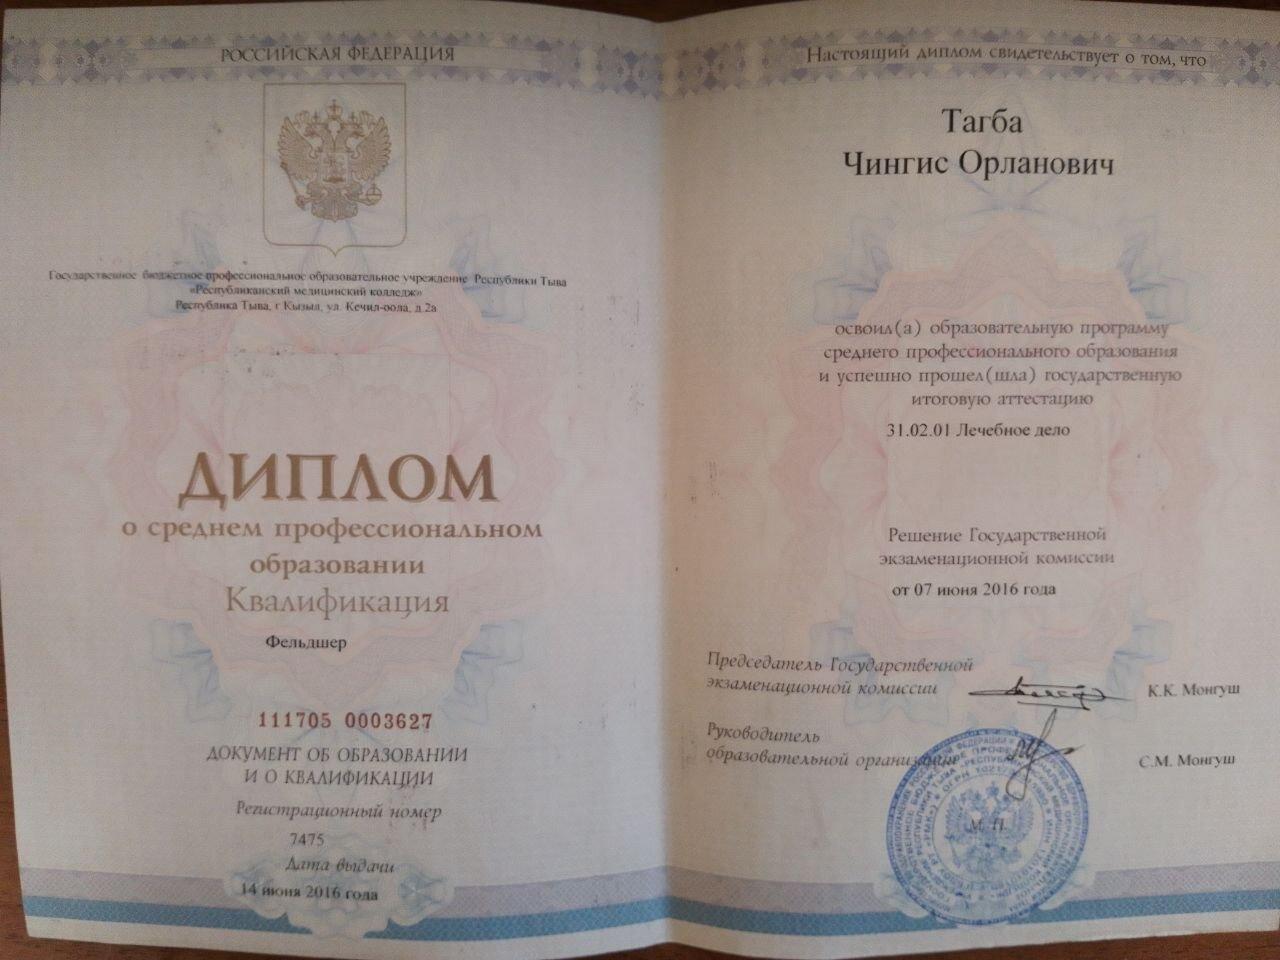 РОССИЙСКАЯ ФЕДЕРАЦИЯ
Государственное бюджетное профессиональное образовательное учреждение Республики Тыва
«Республиканский медицинский колледж»
Республика Тыва, г Кызыл, ул. Кечил-оола, д 2а
ДИПЛОМ
о среднем профессиональном
образовании
Квалификация
Фельдшер
111705 0003627
ДОКУМЕНТ ОБ ОБРАЗОВАНИИ
И О КВАЛИФИКАЦИИ
Регистрационный номер
7475
Дата выдачи
14 июня 2016 года
Настоящий диплом свидетельствует о том, что
Тагба
Чингис Орланович
освоил(а) образовательную программу
среднего профессионального образования
и успешно прошел(шла) государственную
итоговую аттестацию
31.02.01 Лечебное дело
Решение Государственной
экзаменационной комиссии
от 07 июня 2016 года
Председатель Государственной
экзаменационной комиссии
К.К. Монгуш
Руководитель
образовательной организации
С.М. Монгуш
М. П.